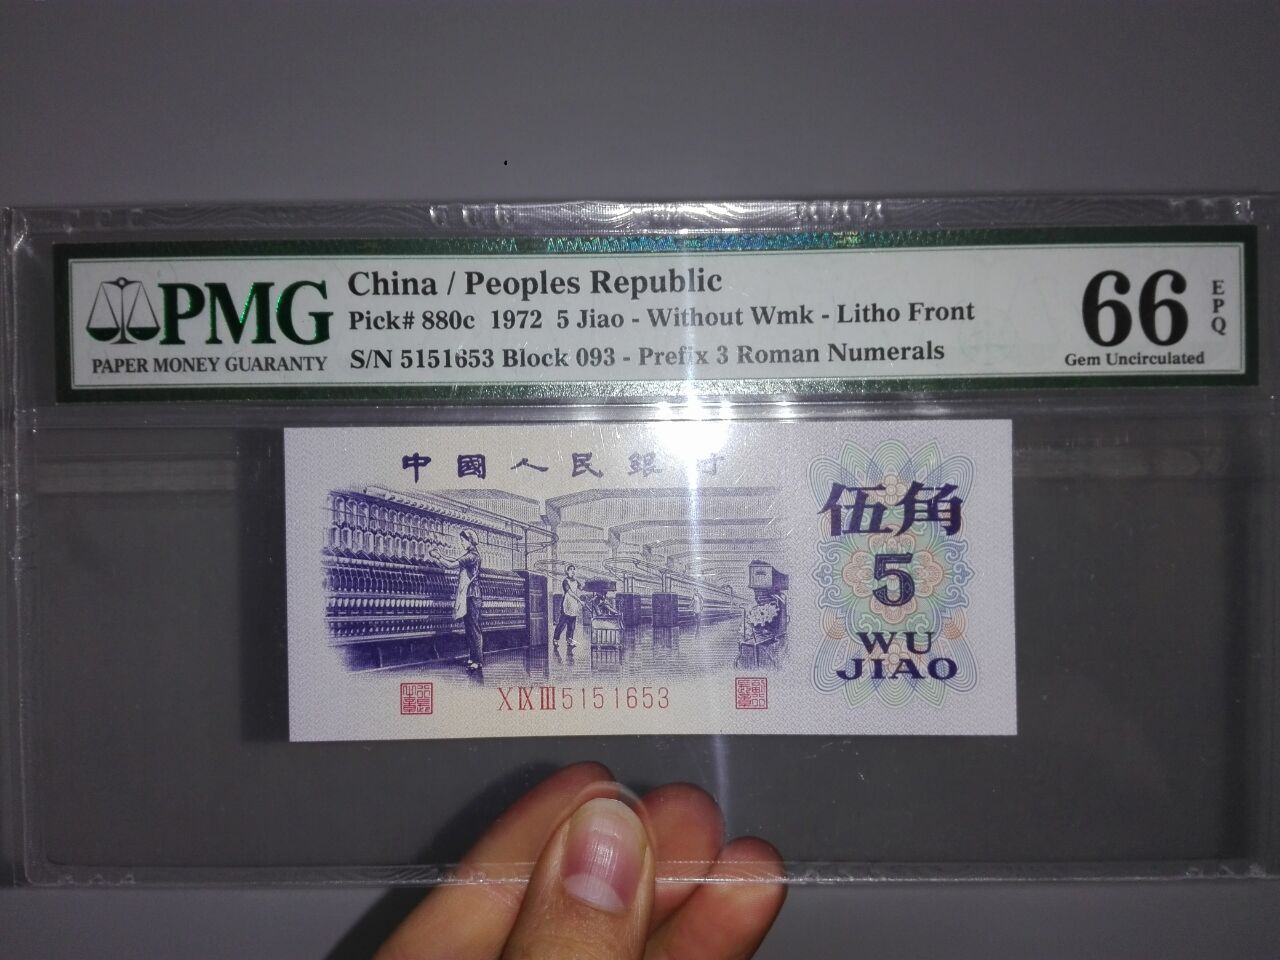 PMG
PAPER MONEY GUARANTY
China / Peoples Republic
Pick# 880c 1972 5 Jiao - Without Wmk - Litho Front
S/N 5151653 Block 093 - Prefix 3 Roman Numerals
66
EPQ
Gem Uncirculated
中國人民銀行
伍角
5
WU
JIAO
X IX III 5151653